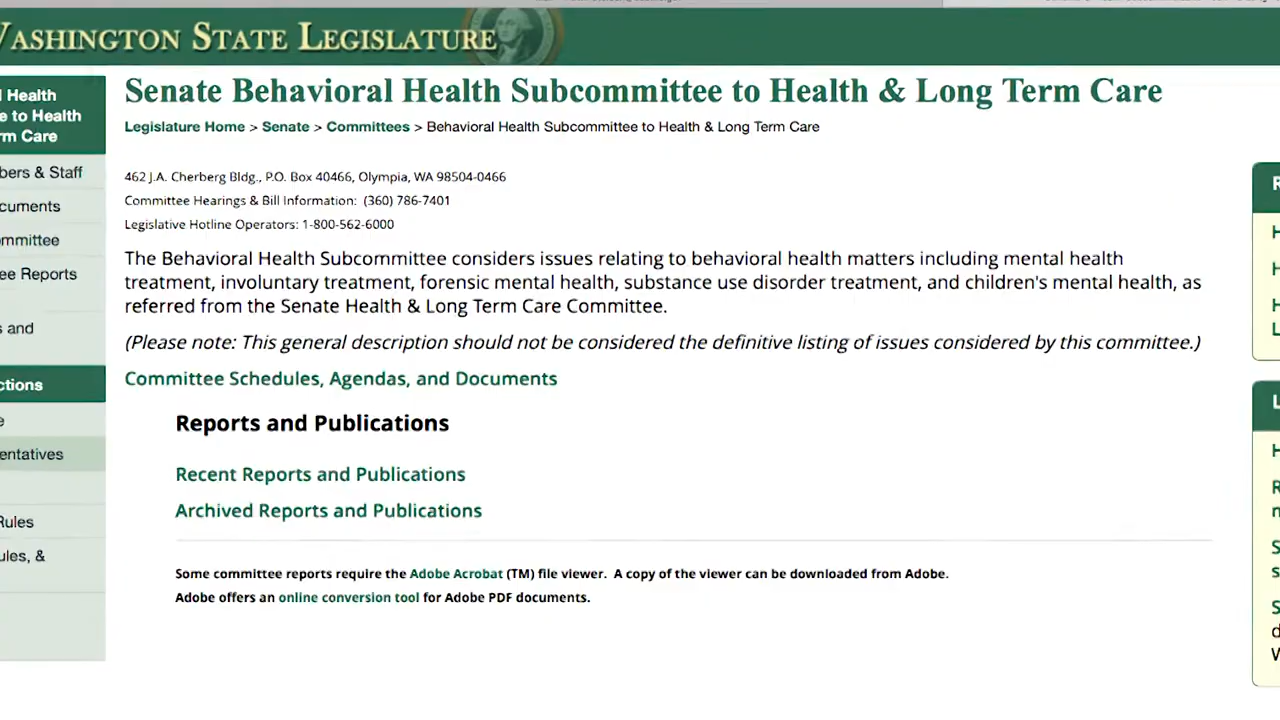 WASHINGTON STATE LEGISLATURE
Health
e to Health
rm Care
bers & Staff
cuments
mmittee
ee Reports
s and
ctions
e
entatives
Rules
ules, &
Senate Behavioral Health Subcommittee to Health & Long Term Care
Legislature Home > Senate > Committees > Behavioral Health Subcommittee to Health & Long Term Care
462 J.A. Cherberg Bldg., P.O. Box 40466, Olympia, WA 98504-0466
Committee Hearings & Bill Information: (360) 786-7401
Legislative Hotline Operators: 1-800-562-6000
The Behavioral Health Subcommittee considers issues relating to behavioral health matters including mental health
treatment, involuntary treatment, forensic mental health, substance use disorder treatment, and children's mental health, as
referred from the Senate Health & Long Term Care Committee.
(Please note: This general description should not be considered the definitive listing of issues considered by this committee.)
Committee Schedules, Agendas, and Documents
Reports and Publications
Recent Reports and Publications
Archived Reports and Publications
Some committee reports require the Adobe Acrobat (TM) file viewer. A copy of the viewer can be downloaded from Adobe.
Adobe offers an online conversion tool for Adobe PDF documents.